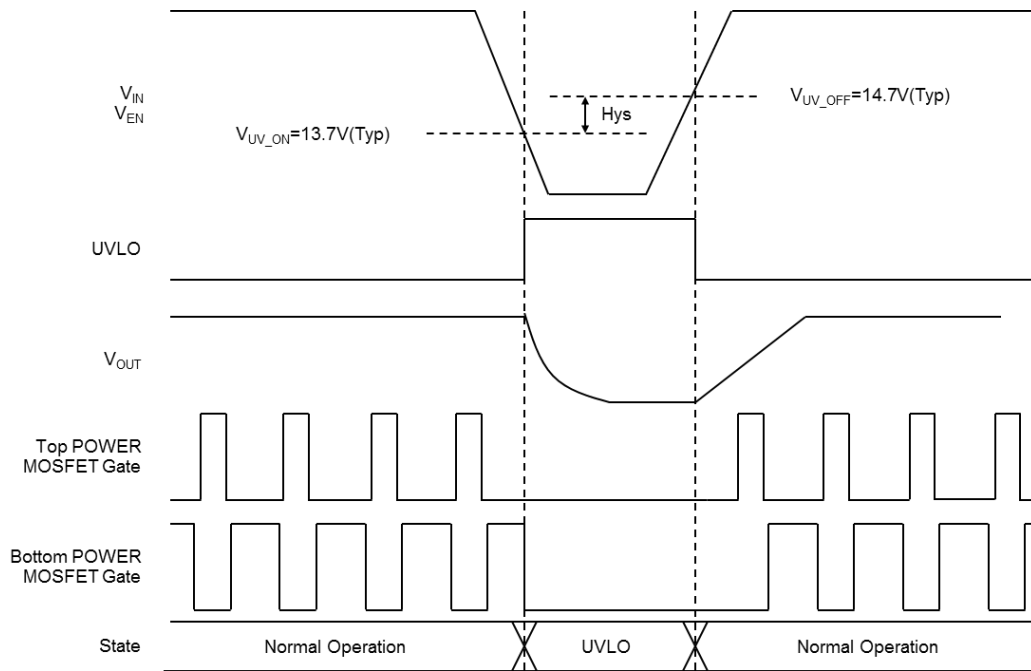 V_IN
V_EN
V_UV_ON=13.7V(Typ)
Hys
V_UV_OFF=14.7V(Typ)
UVLO
V_OUT
Top POWER
MOSFET Gate
Bottom POWER
MOSFET Gate
State
Normal Operation
UVLO
Normal Operation